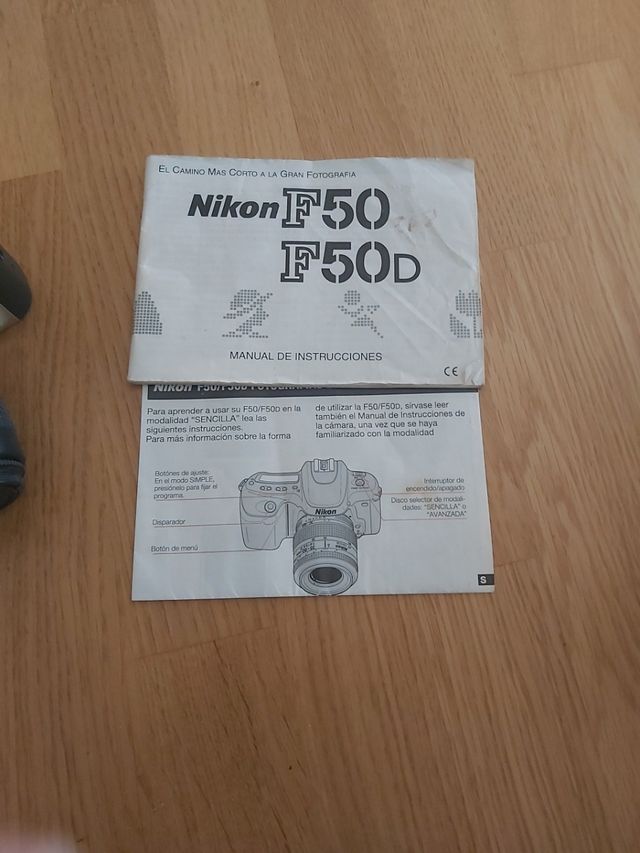 EL CAMINO MAS CORTO A LA GRAN FOTOGRAFIA
Nikon F50
F50D
MANUAL DE INSTRUCCIONES
CE
Nikon F50/F50D
Para aprender a usar su F50/F50D en la
modalidad "SENCILLA" lea las
siguientes instrucciones.
Para más información sobre la forma
de utilizar la F50/F50D, sírvase leer
también el Manual de Instrucciones de
la cámara, una vez que se haya
familiarizado con la modalidad
Botónes de ajuste:
En el modo SIMPLE,
presiónelo para fijar el
programa.
Disparador
Botón de menú
Interruptor de
encendido/apagado
Disco selector de modali-
dades: "SENCILLA" o
"AVANZADA"
Nikon
S